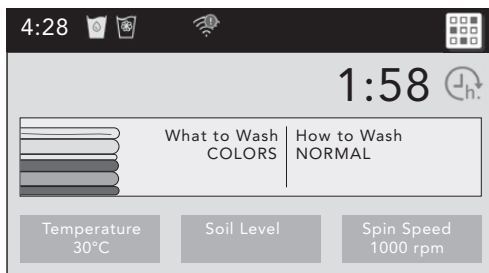 4:28
1:58 h.
What to Wash
COLORS
How to Wash
NORMAL
Temperature
30°C
Soil Level
Spin Speed
1000 rpm